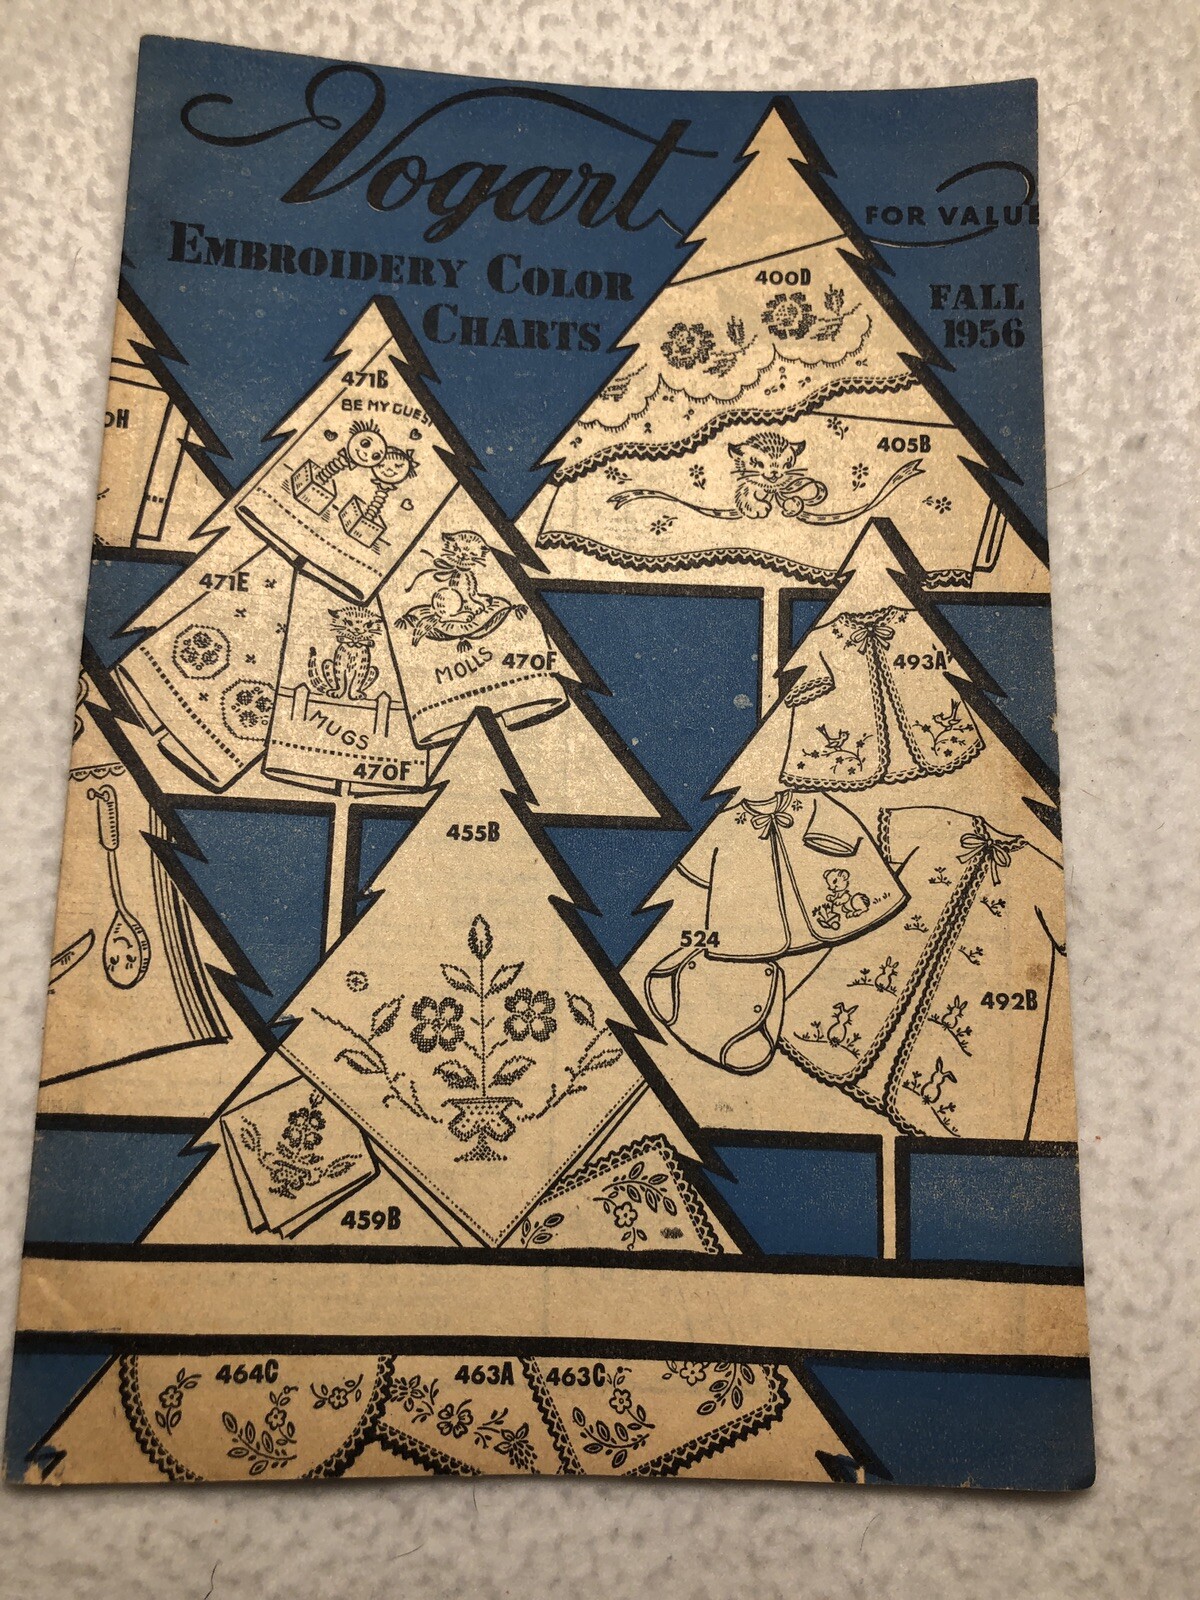 Vogart
FOR VALUE
EMBROIDERY COLOR
CHARTS
FALL
1956
400D
471B
BE MY GUEST
405B
471E
MOLLS
470F
MUGS
470F
493A
455B
524
492B
459B
464C
463A
463C